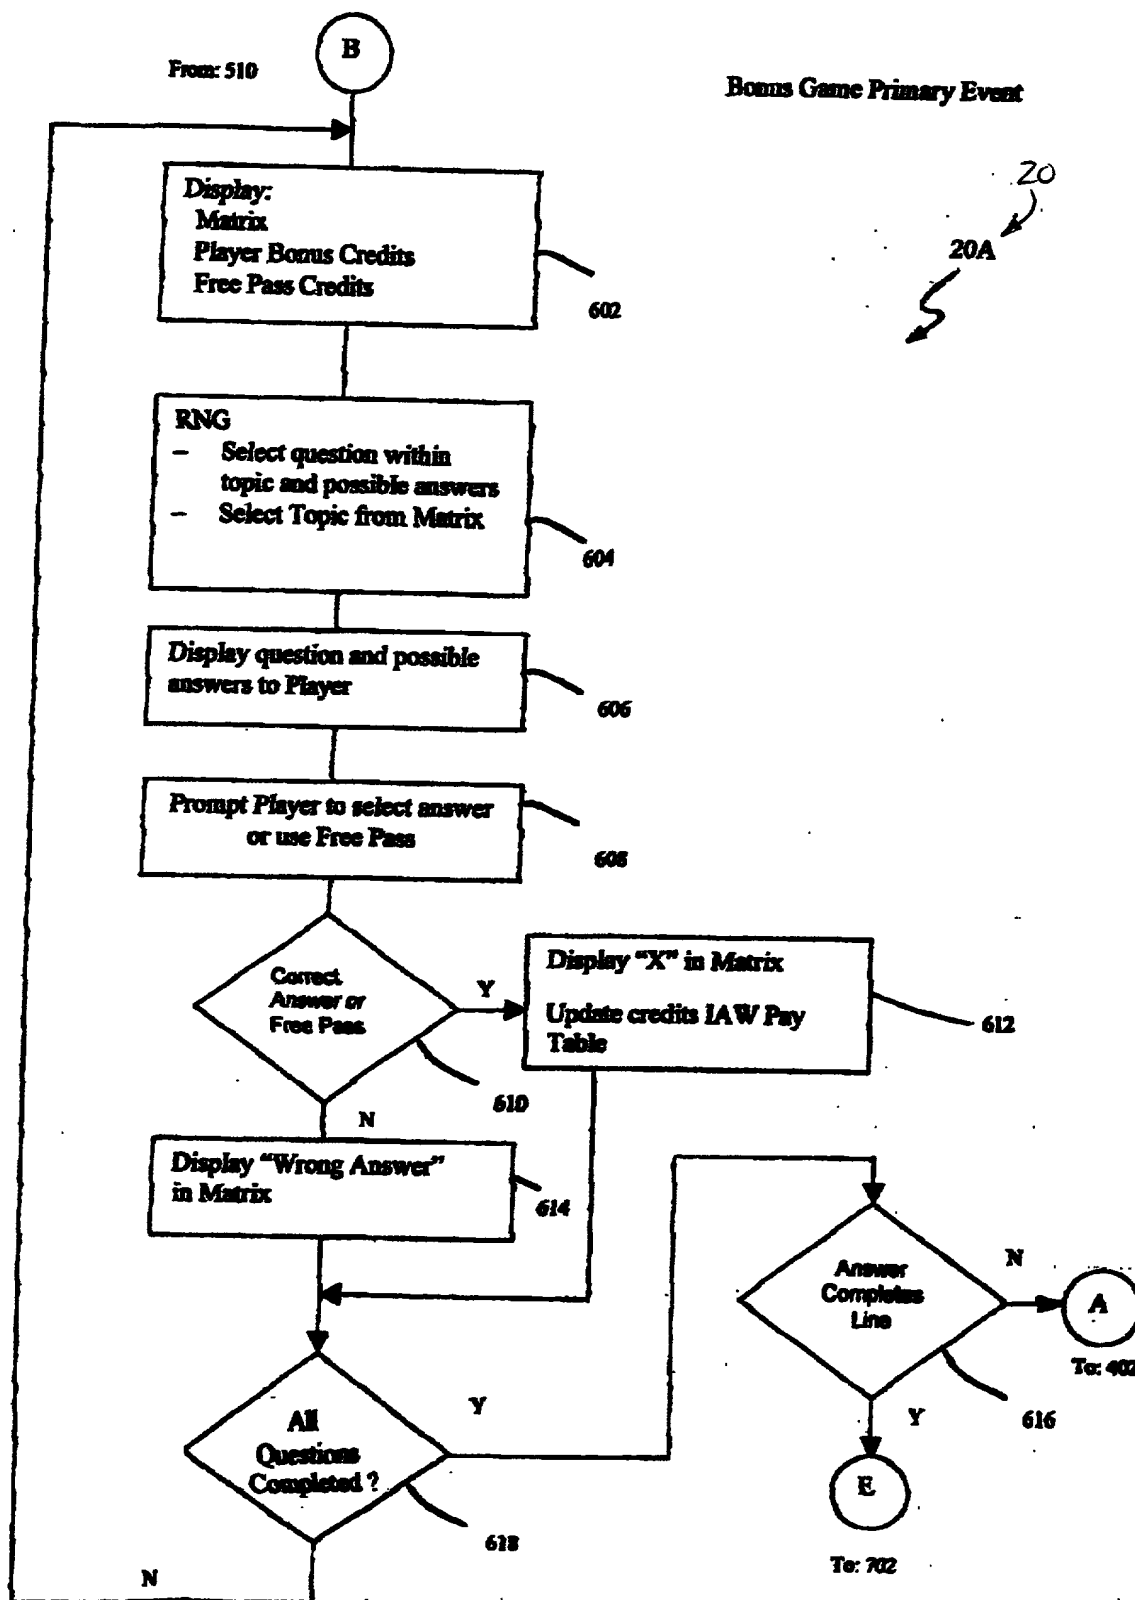 B
From: 510
Bonus Game Primary Event
20
20A
Display:
Matrix
Player Bonus Credits
Free Pass Credits
602
RNG
– Select question within
topic and possible answers
– Select Topic from Matrix
604
Display question and possible
answers to Player
606
Prompt Player to select answer
or use Free Pass
608
Correct
Answer or
Free Pass
Y
610
N
Display “X” in Matrix
Update credits IAW Pay
Table
612
Display “Wrong Answer”
in Matrix
614
Answer
Completes
Line
N
A
To: 402
616
Y
E
To: 702
All
Questions
Completed ?
Y
618
N